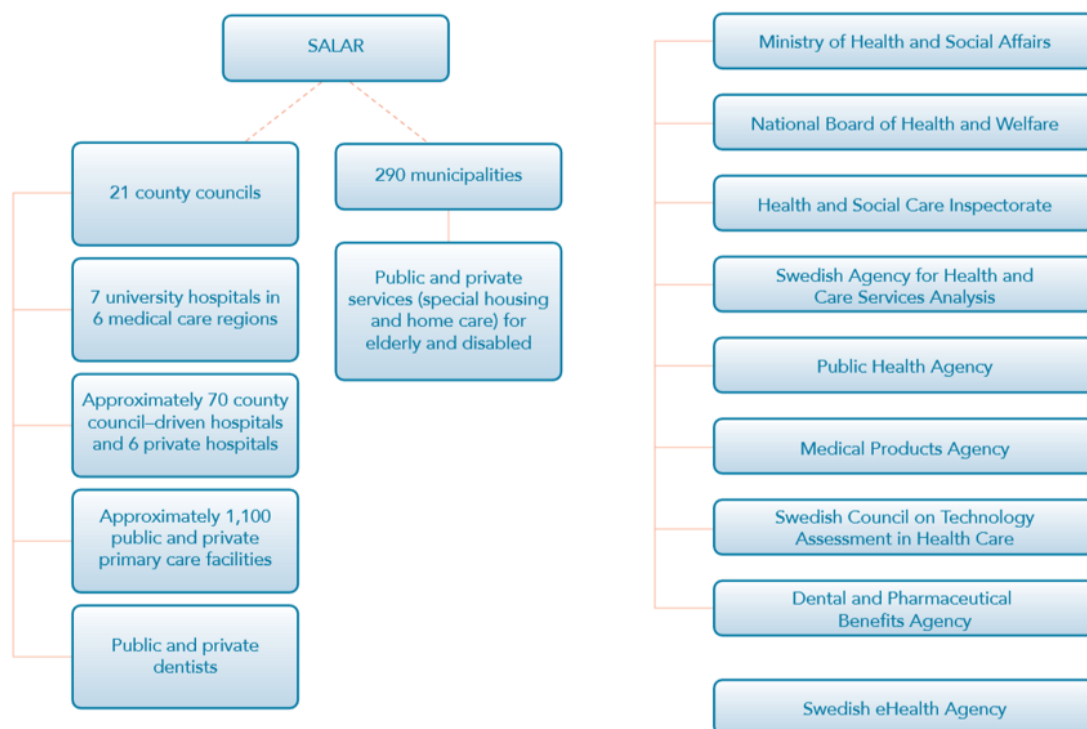 SALAR
21 county councils
7 university hospitals in
6 medical care regions
Approximately 70 county
council–driven hospitals
and 6 private hospitals
Approximately 1,100
public and private
primary care facilities
Public and private
dentists
290 municipalities
Public and private
services (special housing
and home care) for
elderly and disabled
Ministry of Health and Social Affairs
National Board of Health and Welfare
Health and Social Care Inspectorate
Swedish Agency for Health and
Care Services Analysis
Public Health Agency
Medical Products Agency
Swedish Council on Technology
Assessment in Health Care
Dental and Pharmaceutical
Benefits Agency
Swedish eHealth Agency